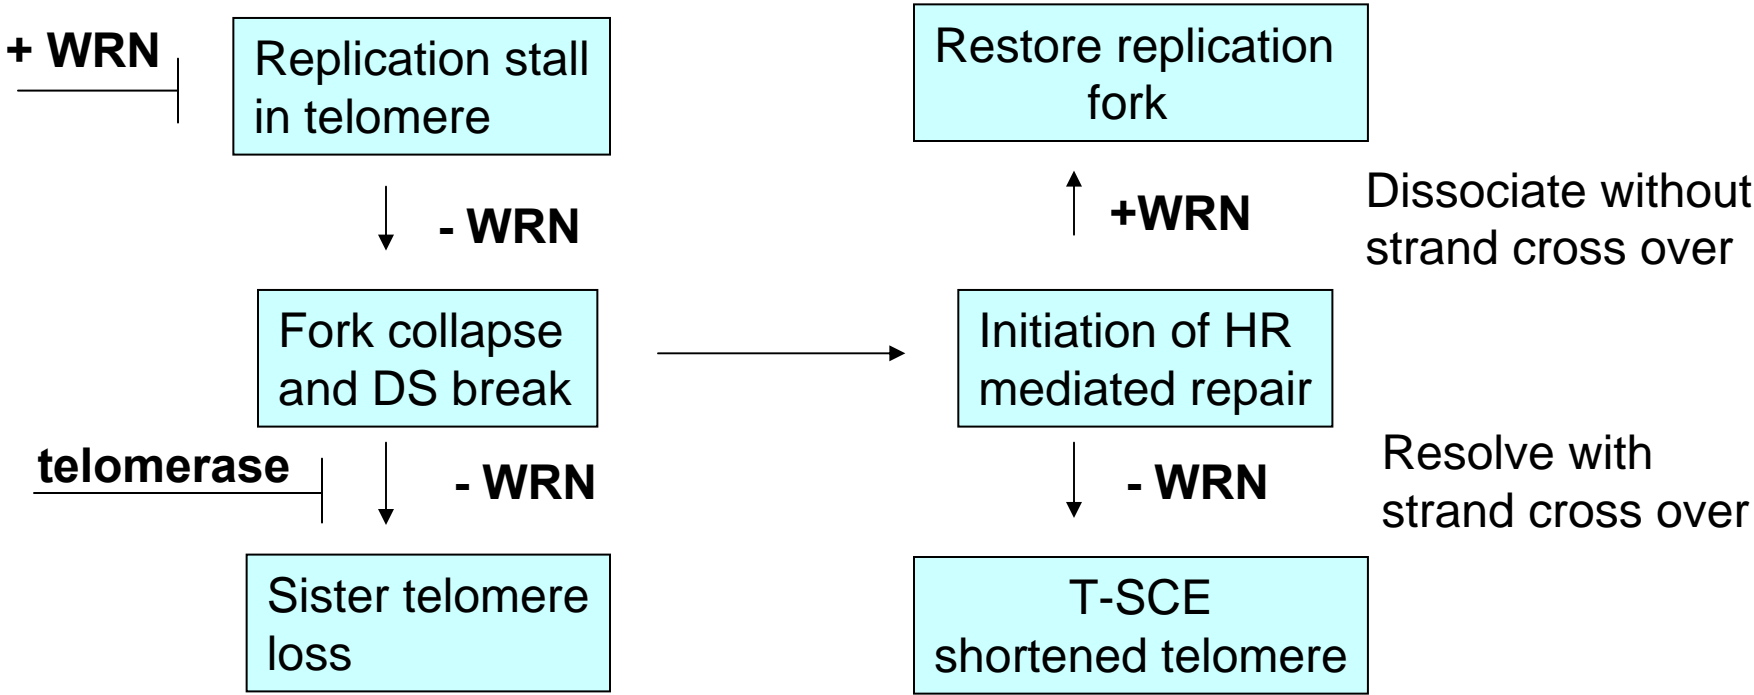 + WRN
Replication stall
in telomere
- WRN
Fork collapse
and DS break
telomerase
- WRN
Sister telomere
loss
Restore replication
fork
+WRN
Dissociate without
strand cross over
Initiation of HR
mediated repair
- WRN
Resolve with
strand cross over
T-SCE
shortened telomere